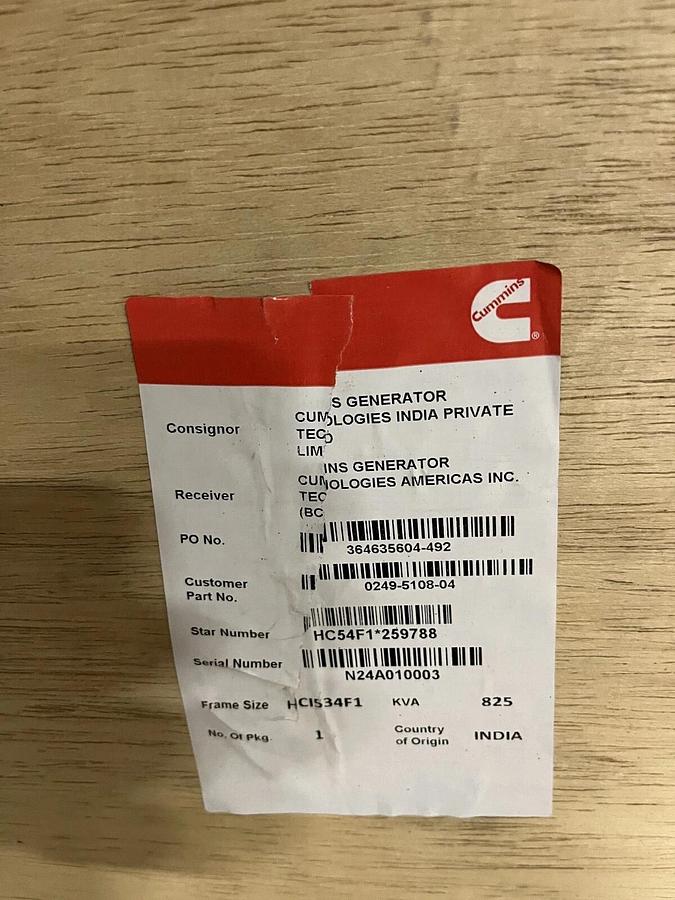 Cummins
®
Consignor
CUM S GENERATOR
TEC OLOGIES INDIA PRIVATE
LIM D
Receiver
CUM INS GENERATOR
TEC NOLOGIES AMERICAS INC.
(BC
PO No.
364635604-492
Customer
Part No.
0249-5108-04
Star Number
HC54F1*259788
Serial Number
N24A010003
Frame Size HCI534F1 KVA 825
No. Of Pkg. 1 Country of Origin INDIA